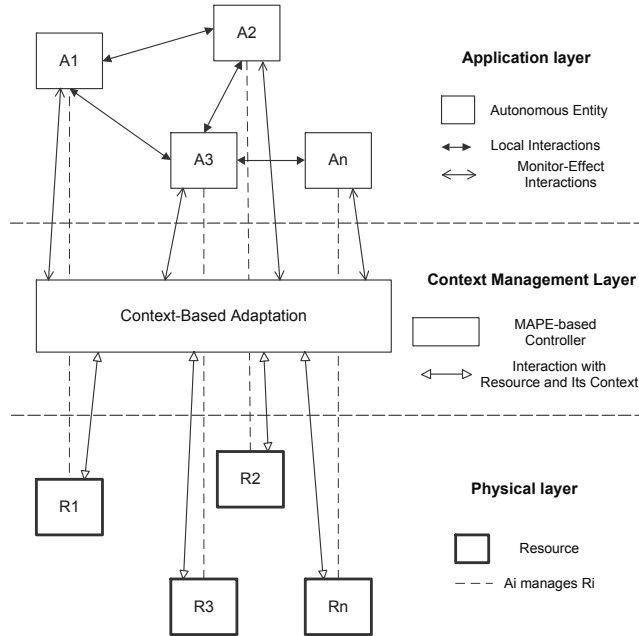 A2
A1
Application layer
Autonomous Entity
Local Interactions
A3
An
Monitor-Effect
Interactions
Context Management Layer
Context-Based Adaptation
MAPE-based
Controller
Interaction with
Resource and Its Context
R2
R1
Physical layer
Resource
R3
Rn
Ai manages Ri